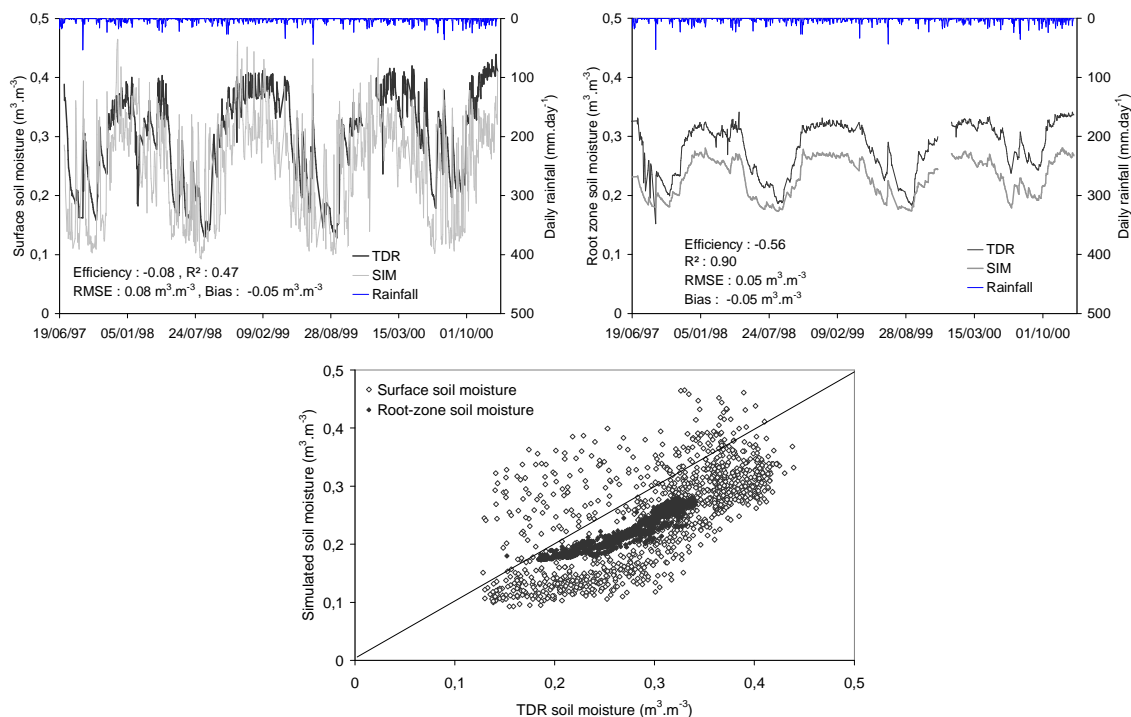 0,5
0,4
0,3
0,2
0,1
0
Surface soil moisture (m³.m⁻³)
0
100
200
300
400
500
Daily rainfall (mm.day⁻¹)
Efficiency : -0.08 , R² : 0.47
RMSE : 0.08 m³.m⁻³ , Bias : -0.05 m³.m⁻³
TDR
SIM
Rainfall
19/06/97 05/01/98 24/07/98 09/02/99 28/08/99 15/03/00 01/10/00
0,5
0,4
0,3
0,2
0,1
0
Root zone soil moisture (m³.m⁻³)
0
100
200
300
400
500
Daily rainfall (mm.day⁻¹)
Efficiency : -0.56
R² : 0.90
RMSE : 0.05 m³.m⁻³
Bias : -0.05 m³.m⁻³
TDR
SIM
Rainfall
19/06/97 05/01/98 24/07/98 09/02/99 28/08/99 15/03/00 01/10/00
0,5
0,4
0,3
0,2
0,1
0
Simulated soil moisture (m³.m⁻³)
Surface soil moisture
Root-zone soil moisture
0 0,1 0,2 0,3 0,4 0,5
TDR soil moisture (m³.m⁻³)